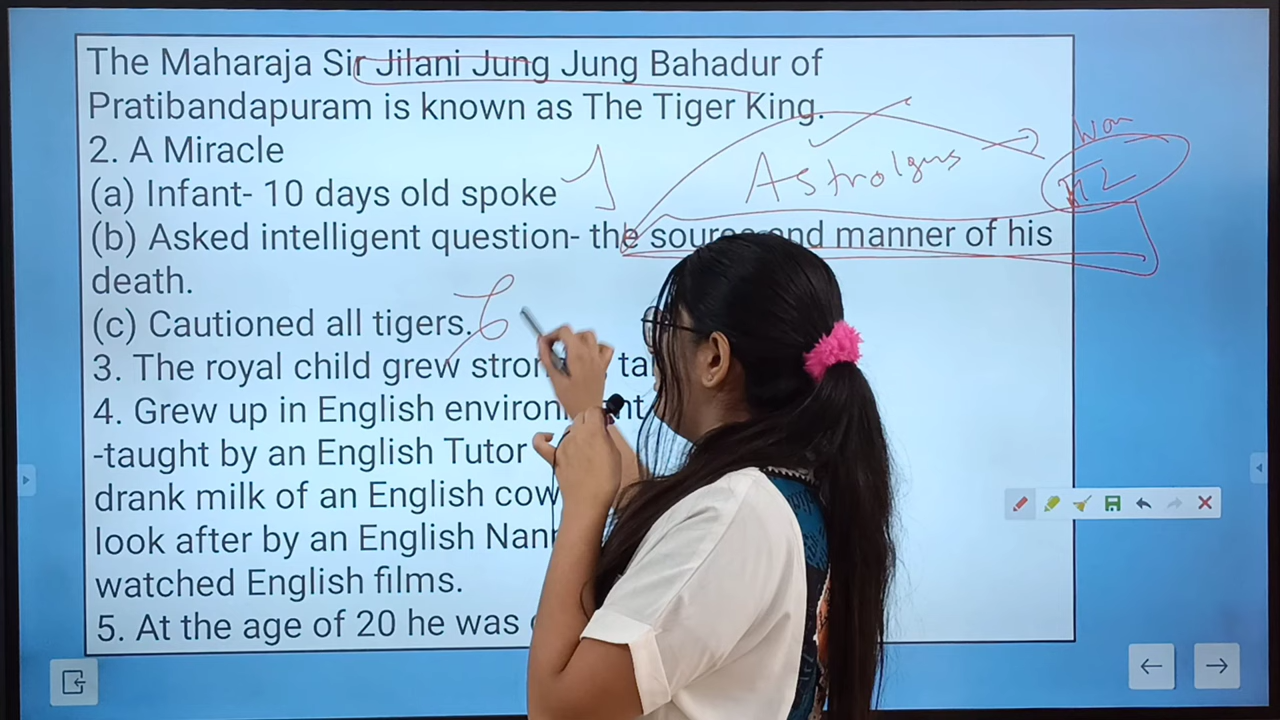 The Maharaja Sir Jilani Jung Jung Bahadur of
Pratibandapuram is known as The Tiger King.
2. A Miracle
(a) Infant- 10 days old spoke
Astrolgus
(b) Asked intelligent question- the source and manner of his
death.
(c) Cautioned all tigers.
3. The royal child grew
4. Grew up in English
-taught by an English Tutor
drank milk of an English cow
look after by an English
watched English films.
5. At the age of 20 he was